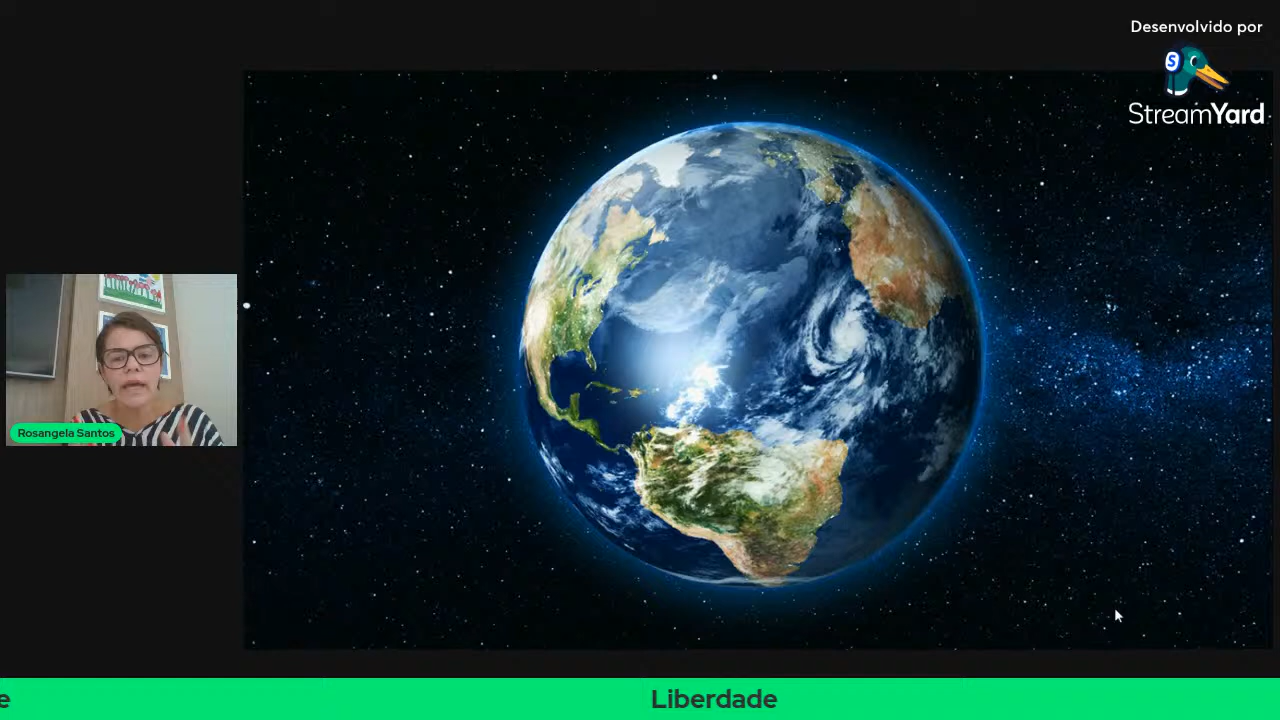 Desenvolvido por
S
StreamYard
Rosangela Santos
e
Liberdade